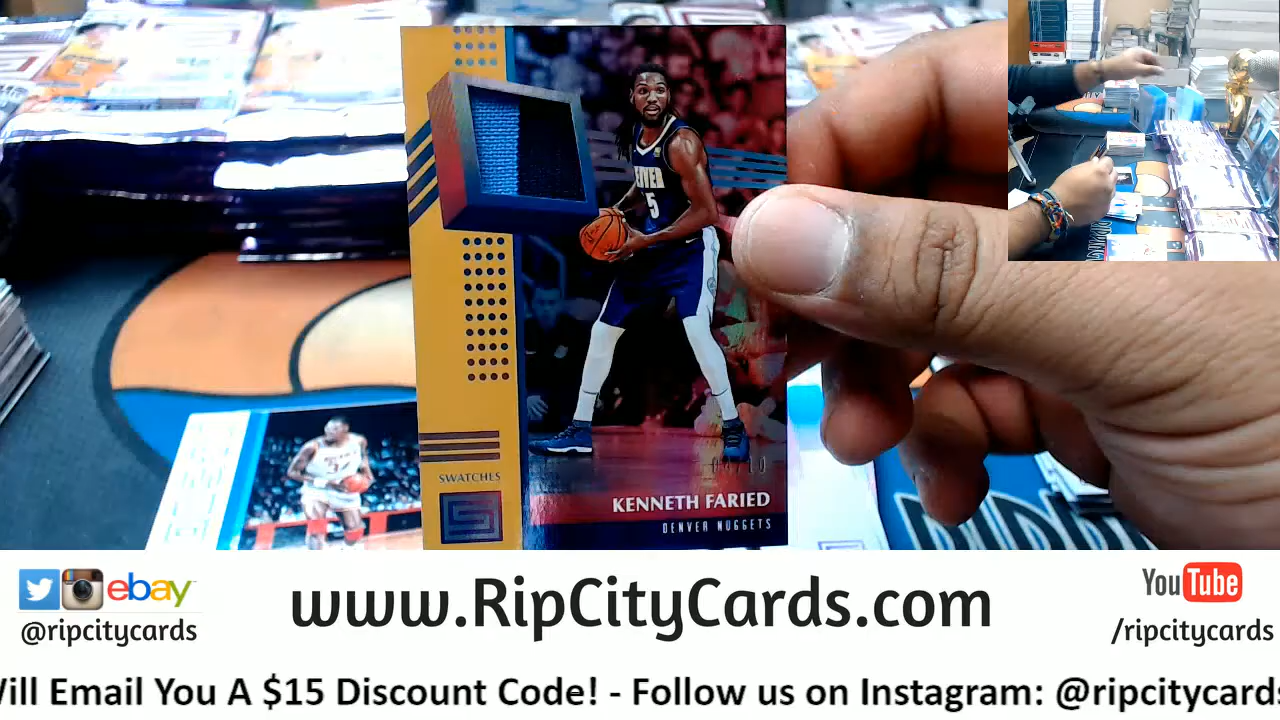 SWATCHES
KENNETH FARIED
DENVER NUGGETS
5
ebay
@ripcitycards
www.RipCityCards.com
YouTube
/ripcitycards
Will Email You A $15 Discount Code! - Follow us on Instagram: @ripcitycards